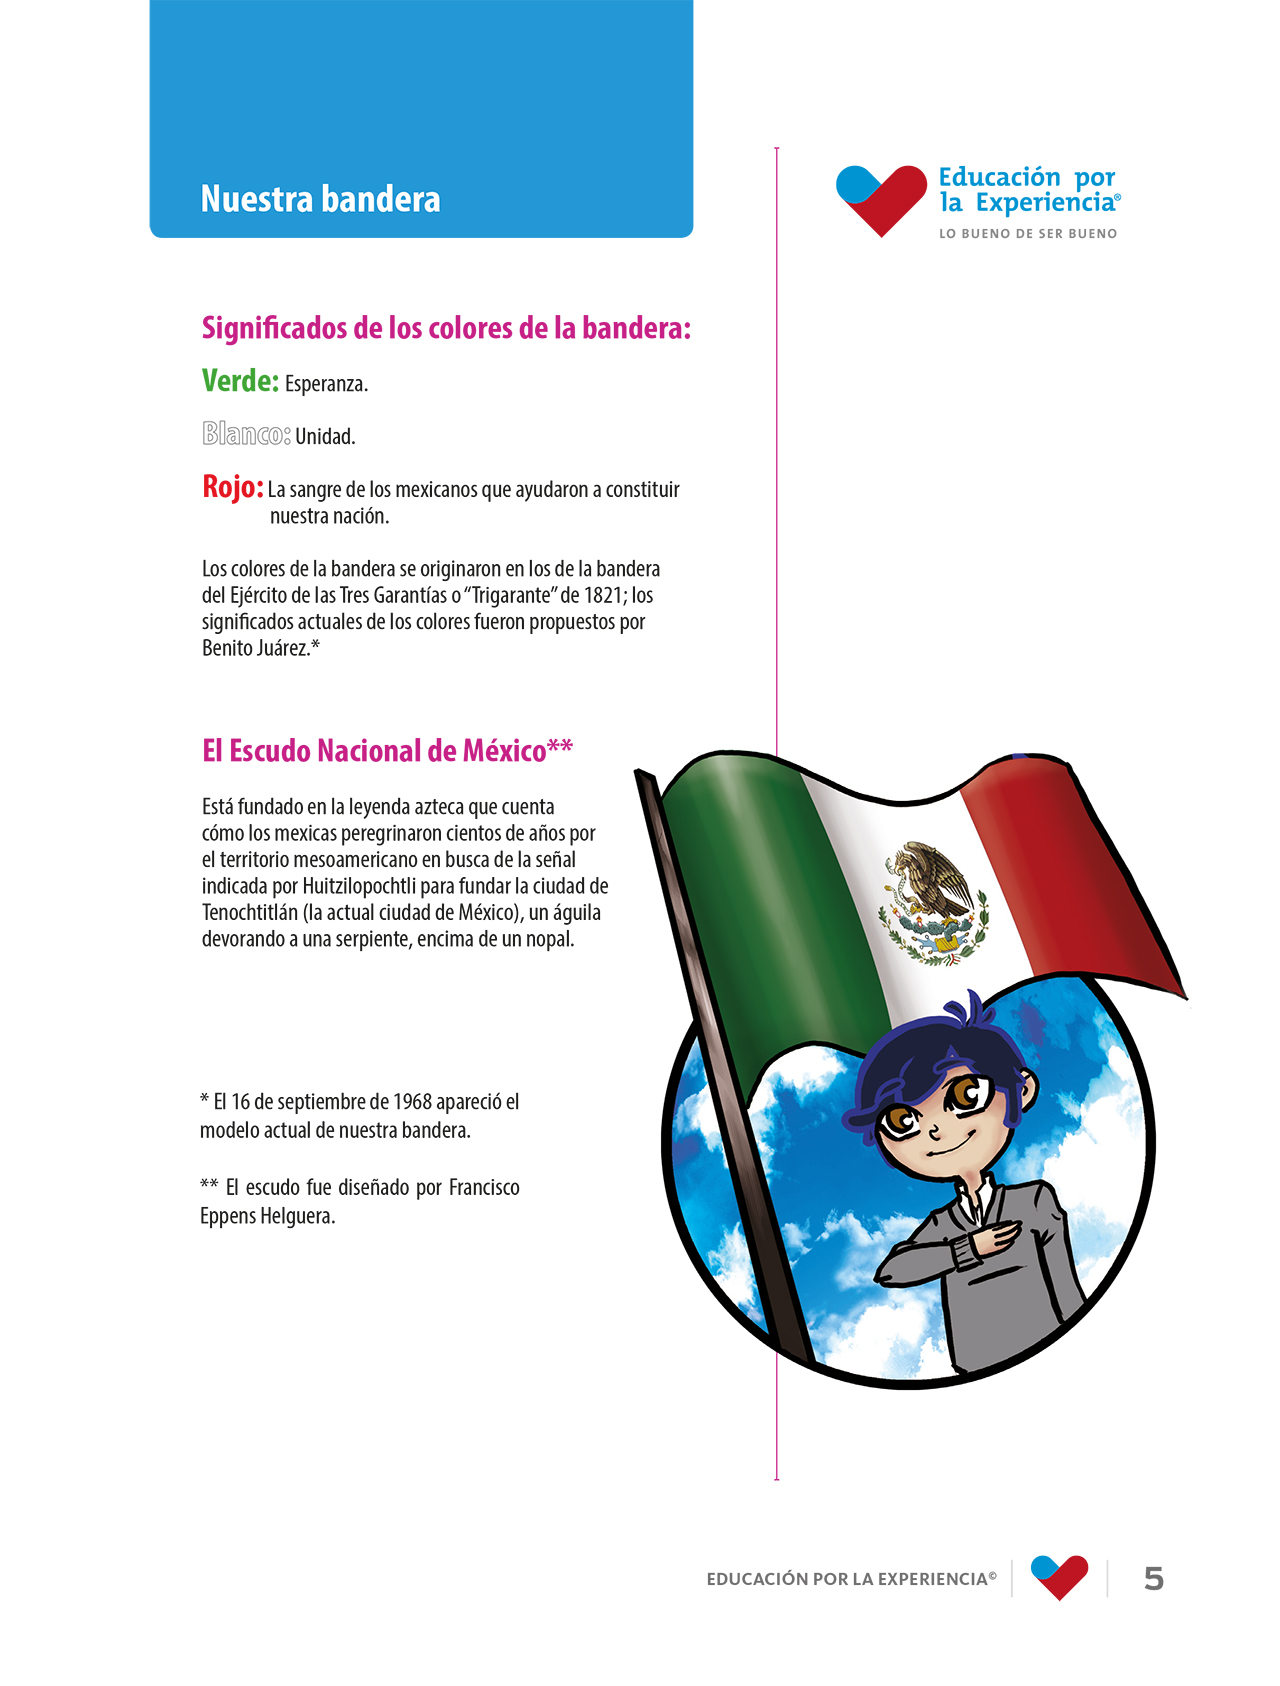 Nuestra bandera
Educación por
la Experiencia®
LO BUENO DE SER BUENO
Significados de los colores de la bandera:
Verde: Esperanza.
Blanco: Unidad.
Rojo: La sangre de los mexicanos que ayudaron a constituir
nuestra nación.
Los colores de la bandera se originaron en los de la bandera
del Ejército de las Tres Garantías o “Trigarante” de 1821; los
significados actuales de los colores fueron propuestos por
Benito Juárez.*
El Escudo Nacional de México**
Está fundado en la leyenda azteca que cuenta
cómo los mexicas peregrinaron cientos de años por
el territorio mesoamericano en busca de la señal
indicada por Huitzilopochtli para fundar la ciudad de
Tenochtitlán (la actual ciudad de México), un águila
devorando a una serpiente, encima de un nopal.
* El 16 de septiembre de 1968 apareció el
modelo actual de nuestra bandera.
** El escudo fue diseñado por Francisco
Eppens Helguera.
EDUCACIÓN POR LA EXPERIENCIA©
5